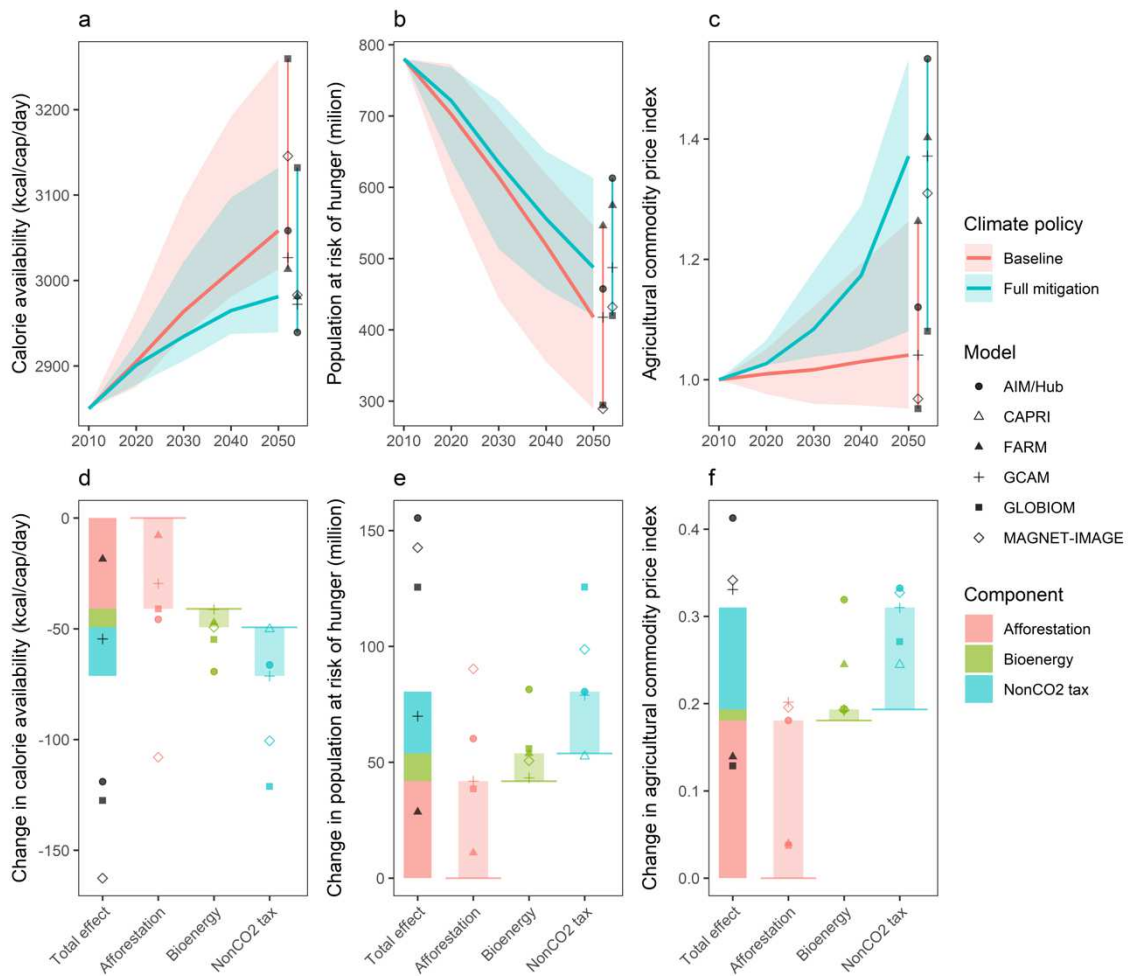 a
b
c
Calorie availability (kcal/cap/day)
3200
3100
3000
2900
2010 2020 2030 2040 2050
Population at risk of hunger (milion)
800
700
600
500
400
300
2010 2020 2030 2040 2050
Agricultural commodity price index
1.4
1.2
1.0
2010 2020 2030 2040 2050
Climate policy
Baseline
Full mitigation
Model
AIM/Hub
CAPRI
FARM
GCAM
GLOBIOM
MAGNET-IMAGE
Component
Afforestation
Bioenergy
NonCO2 tax
d
e
f
Change in calorie availability (kcal/cap/day)
0
-50
-100
-150
Total effect
Afforestation
Bioenergy
NonCO2 tax
Change in population at risk of hunger (million)
150
100
50
0
Total effect
Afforestation
Bioenergy
NonCO2 tax
Change in agricultural commodity price index
0.4
0.3
0.2
0.1
0.0
Total effect
Afforestation
Bioenergy
NonCO2 tax